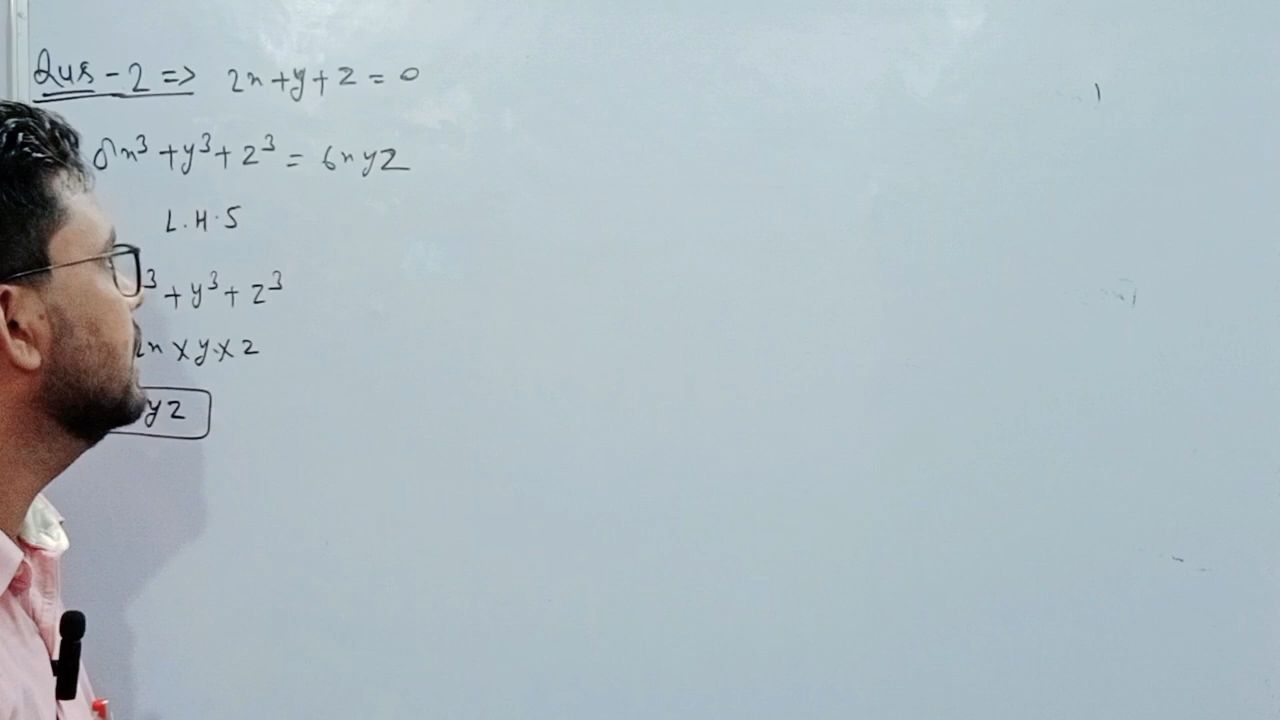 Qus - 2 => 2x + y + z = 0
8x³ + y³ + z³ = 6xyz
L.H.S
³ + y³ + z³
2x × y × z
yz